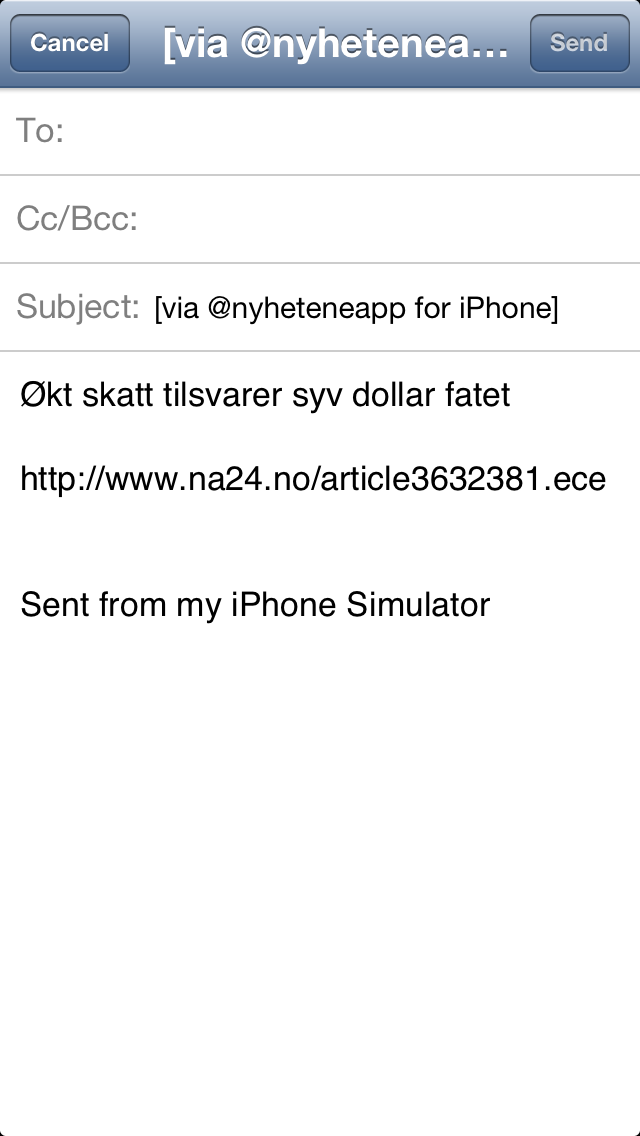 Cancel [via @nyhetenea... Send
To:
Cc/Bcc:
Subject: [via @nyheteneapp for iPhone]
Økt skatt tilsvarer syv dollar fatet
http://www.na24.no/article3632381.ece
Sent from my iPhone Simulator